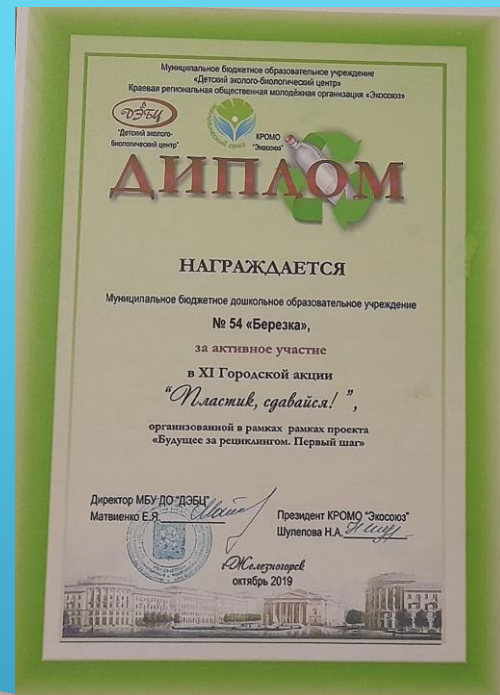 Муниципальное бюджетное образовательное учреждение
«Детский эколого-биологический центр»
Краевая региональная общественная молодёжная организация «Экосоюз»
ДЭБЦ
"Детский эколого-
биологический центр"
КРОМО
"Экосоюз"
ДИПЛОМ
НАГРАЖДАЕТСЯ
Муниципальное бюджетное дошкольное образовательное учреждение
№ 54 «Березка»,
за активное участие
в XI Городской акции
"Пластик, сдавайся! ",
организованной в рамках рамках проекта
«Будущее за рециклингом. Первый шаг»
Директор МБУ ДО "ДЭБЦ"
Матвиенко Е.Я.
Президент КРОМО "Экосоюз"
Шулепова Н.А.
г.Железногорск
октябрь 2019